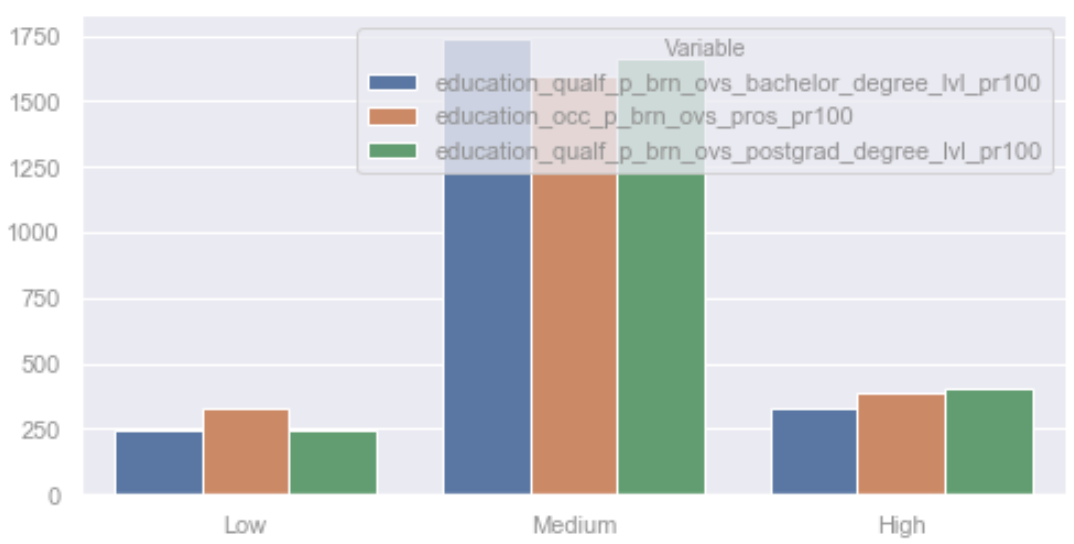 1750
1500
1250
1000
750
500
250
0
Variable
education_qualf_p_brn_ovs_bachelor_degree_lvl_pr100
education_occ_p_brn_ovs_pros_pr100
education_qualf_p_brn_ovs_postgrad_degree_lvl_pr100
Low Medium High